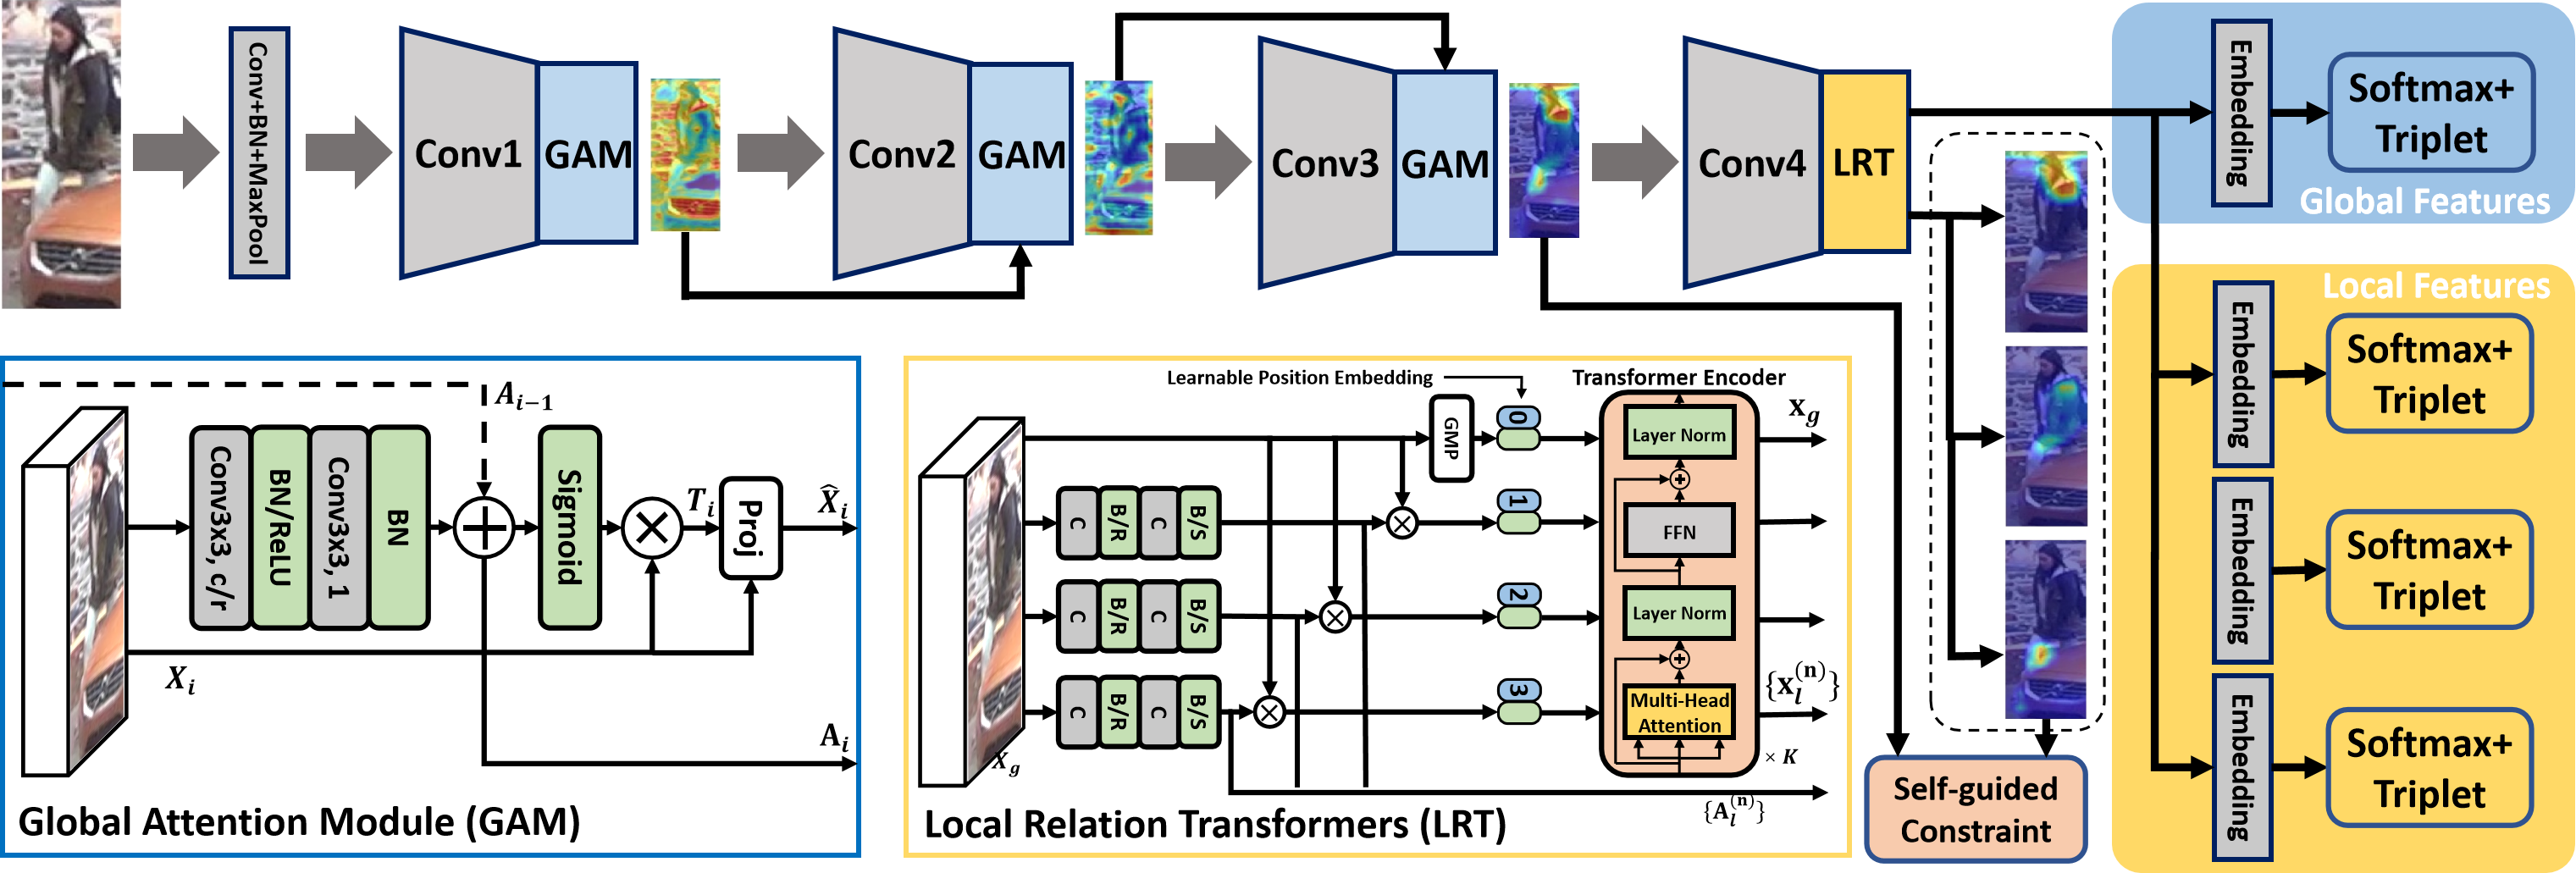 Conv+BN+MaxPool
Conv1
GAM
Conv2
GAM
Conv3
GAM
Conv4
LRT
Embedding
Softmax+
Triplet
Global Features
Local Features
Embedding
Softmax+
Triplet
Embedding
Softmax+
Triplet
Embedding
Softmax+
Triplet
Self-guided
Constraint
A_{i−1}
Conv3x3, c/r
BN/ReLU
Conv3x3, 1
BN
Sigmoid
T_i
Proj
X̂_i
X_i
A_i
Global Attention Module (GAM)
Learnable Position Embedding
Transformer Encoder
GMP
0
Layer Norm
x_g
C
B/R
C
B/S
1
FFN
C
B/R
C
B/S
2
Layer Norm
C
B/R
C
B/S
3
Multi-Head
Attention
{x_l^{(n)}}
× K
X_g
{A_l^{(n)}}
Local Relation Transformers (LRT)